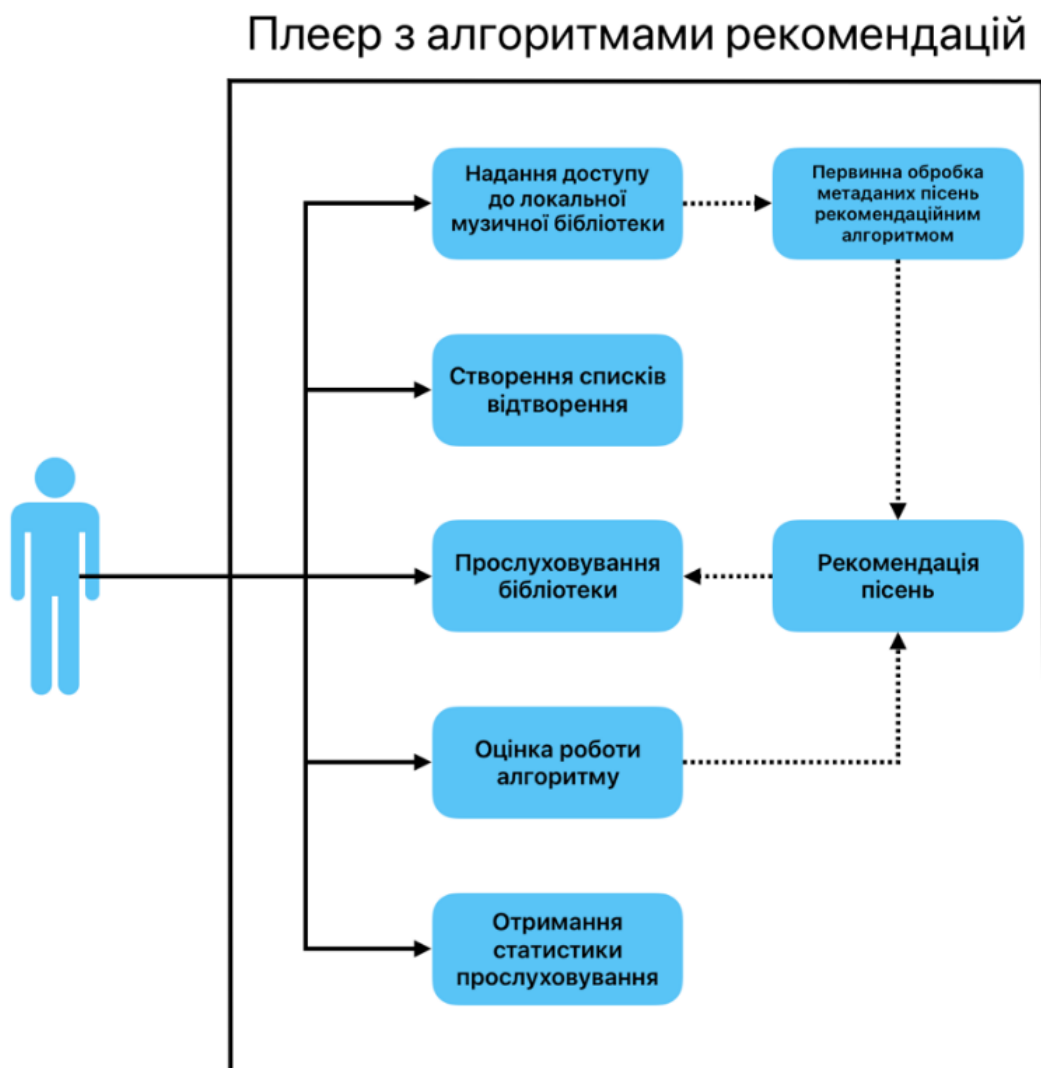 Плеєр з алгоритмами рекомендацій
Надання доступу
до локальної
музичної бібліотеки
Первинна обробка
метаданих пісень
рекомендаційним
алгоритмом
Створення списків
відтворення
Прослуховування
бібліотеки
Рекомендація
пісень
Оцінка роботи
алгоритму
Отримання
статистики
прослуховування